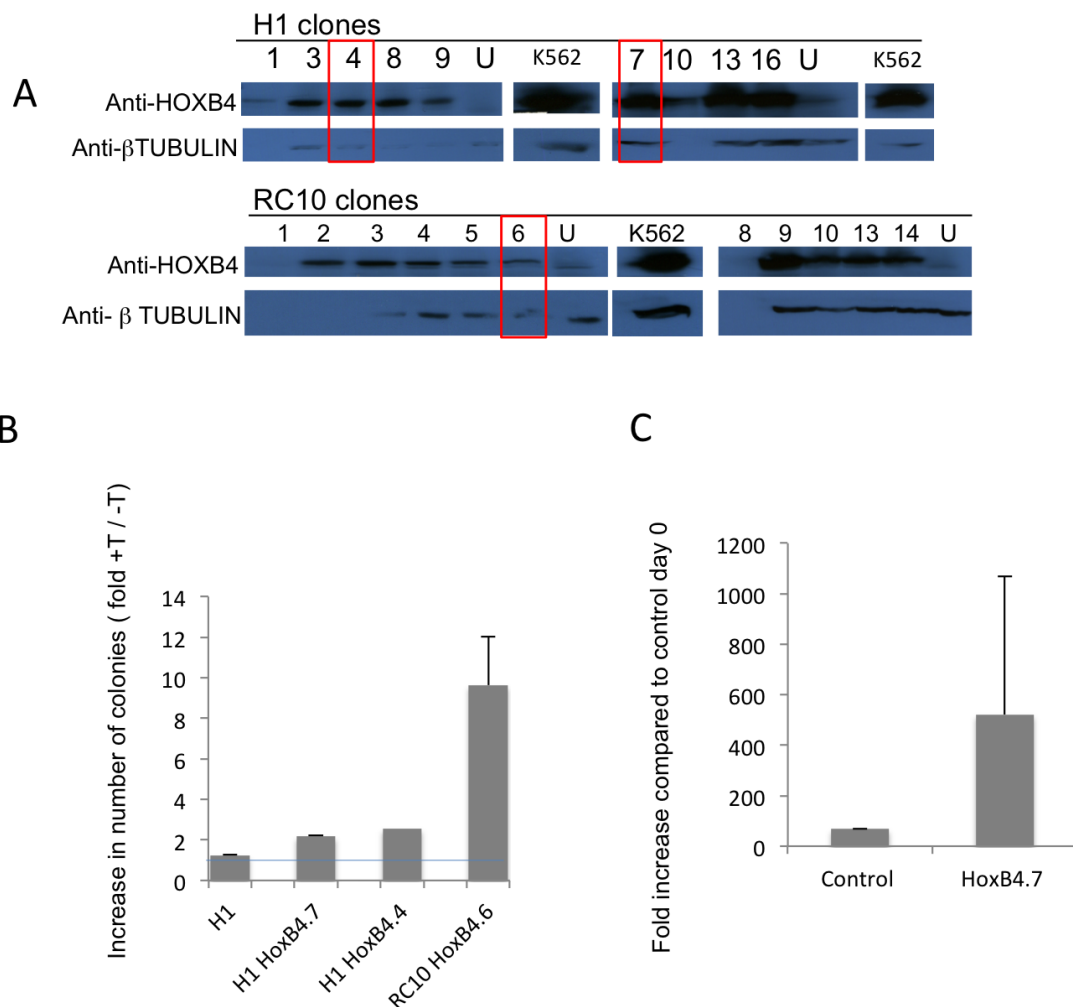 H1 clones
1 3 4 8 9 U K562 7 10 13 16 U K562
A
Anti-HOXB4
Anti-βTUBULIN
RC10 clones
1 2 3 4 5 6 U K562 8 9 10 13 14 U
Anti-HOXB4
Anti- β TUBULIN
B
Increase in number of colonies ( fold +T / -T)
14
12
10
8
6
4
2
0
H1
H1 HoxB4.7
H1 HoxB4.4
RC10 HoxB4.6
C
Fold increase compared to control day 0
1200
1000
800
600
400
200
0
Control
HoxB4.7